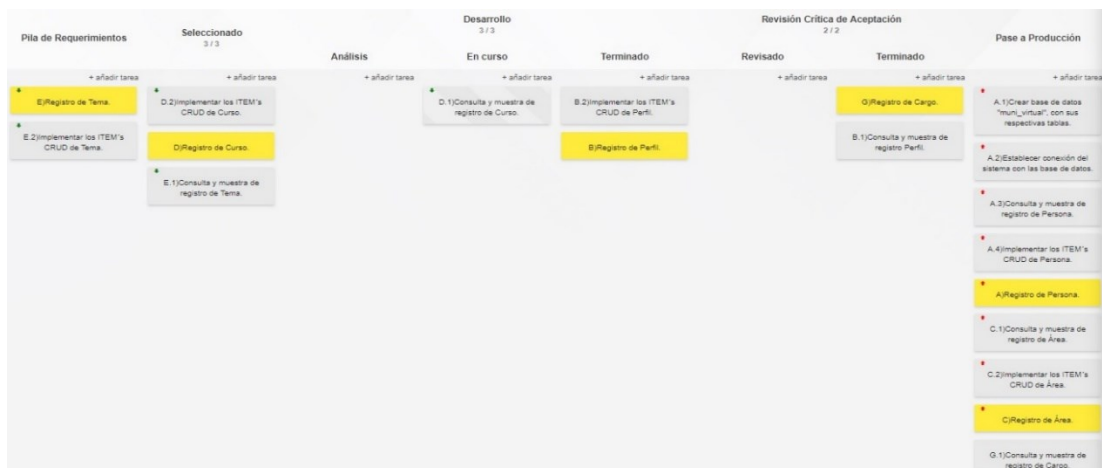 Pila de Requerimientos
Seleccionado
3 / 3
Desarrollo
3 / 3
Análisis
En curso
Terminado
Revisión Crítica de Aceptación
2 / 2
Revisado
Terminado
Pase a Producción
+ añadir tarea
+ añadir tarea
+ añadir tarea
+ añadir tarea
+ añadir tarea
+ añadir tarea
+ añadir tarea
+ añadir tarea
E)Registro de Tema.
E.2)Implementar los ITEM's
CRUD de Tema.
D.2)Implementar los ITEM's
CRUD de Curso.
D)Registro de Curso.
E.1)Consulta y muestra de
registro de Tema.
D.1)Consulta y muestra de
registro de Curso.
B.2)Implementar los ITEM's
CRUD de Perfil.
B)Registro de Perfil.
G)Registro de Cargo.
B.1)Consulta y muestra de
registro Perfil.
A.1)Crear base de datos
"muni_virtual", con sus
respectivas tablas.
A.2)Establecer conexión del
sistema con las base de datos.
A.3)Consulta y muestra de
registro de Persona.
A.4)Implementar los ITEM's
CRUD de Persona.
A)Registro de Persona.
C.1)Consulta y muestra de
registro de Área.
C.2)Implementar los ITEM's
CRUD de Área.
C)Registro de Área.
G.1)Consulta y muestra de
registro de Cargo.